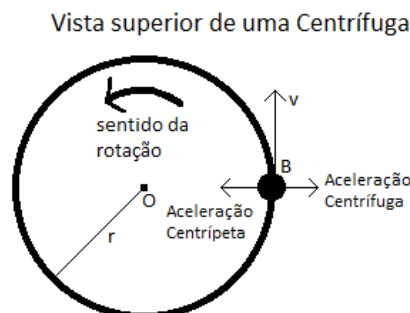 Vista superior de uma Centrífuga
v
sentido da
rotação
B
Aceleração
Centrífuga
O
Aceleração
Centrípeta
r